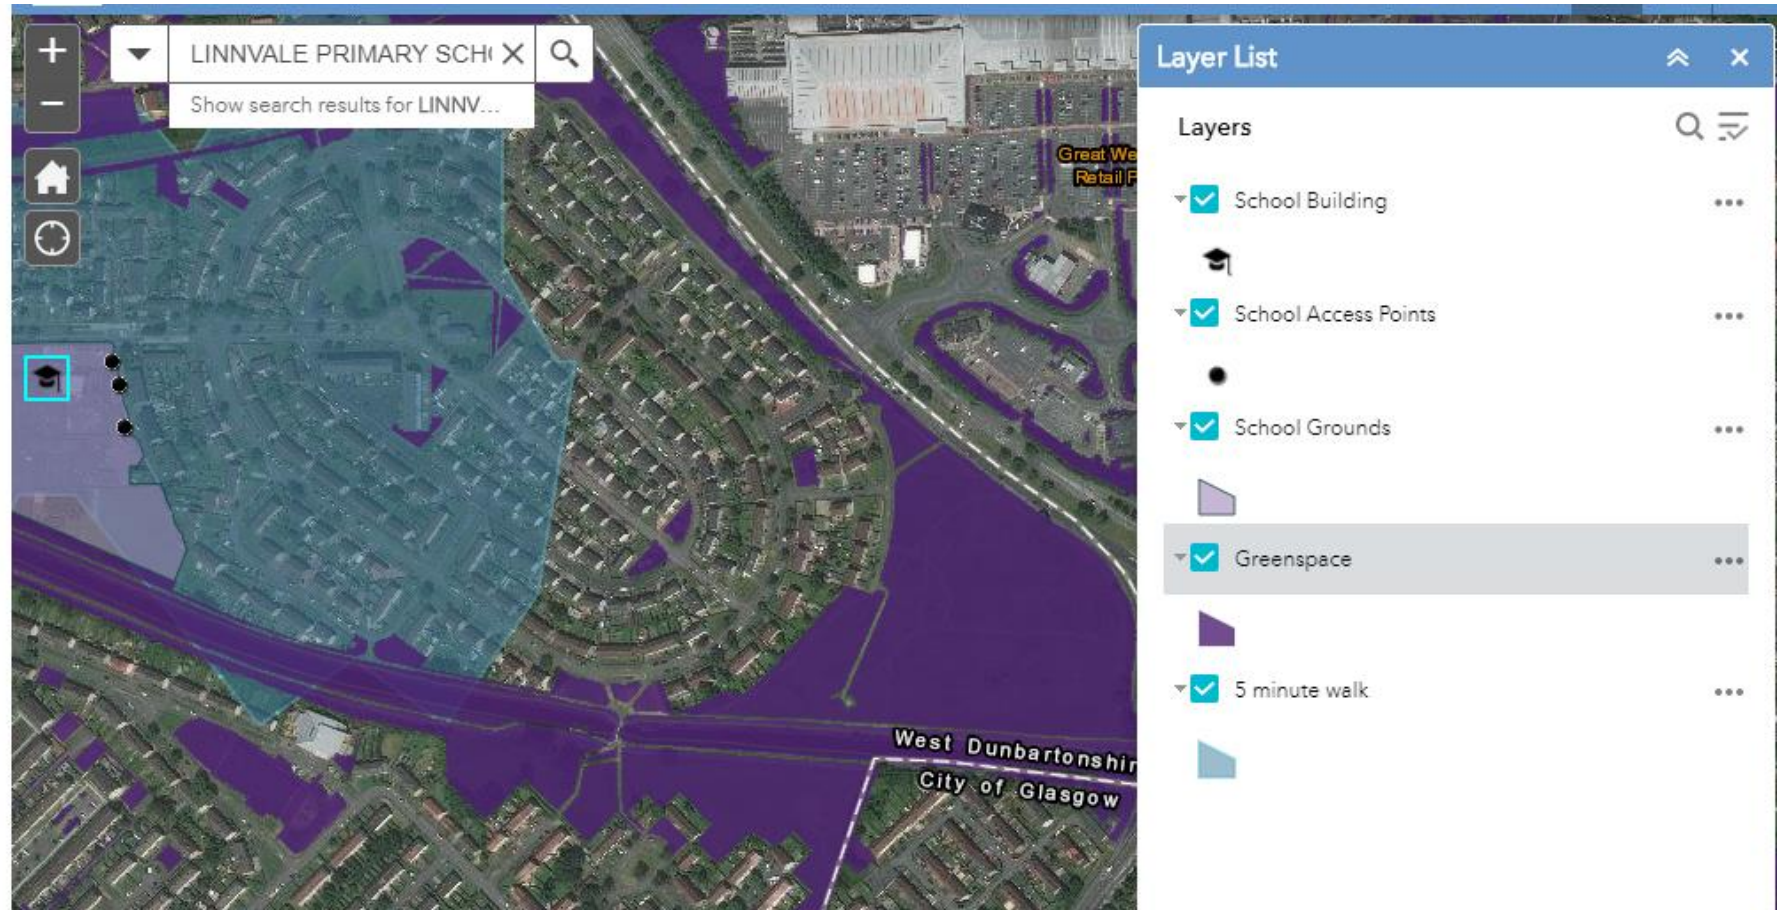 LINNVALE PRIMARY SCH
Show search results for LINNV...
Great We
Retail P
West Dunbartonshir
City of Glasgow
Layer List
Layers
School Building
School Access Points
School Grounds
Greenspace
5 minute walk